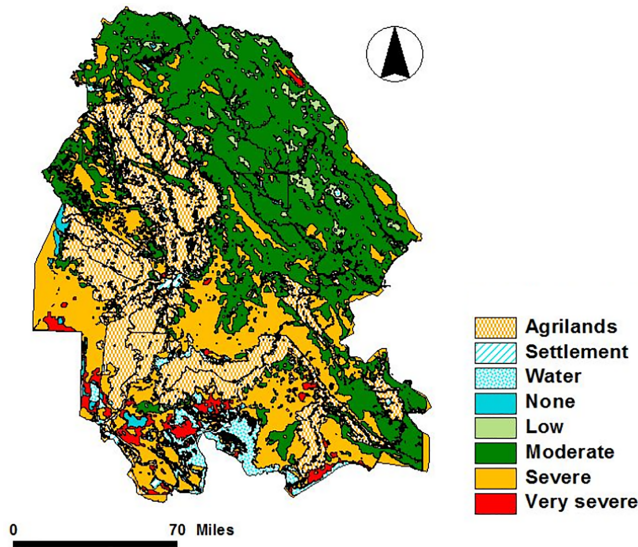 Agrilands
Settlement
Water
None
Low
Moderate
Severe
Very severe
0 70 Miles